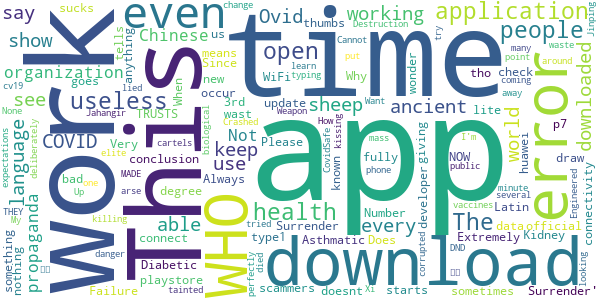 say
sucks
show
even
Ovid
thumbs
working
application
change
Destruction
Jinping
tells
Chinese
us
open
people
many
try
anything
means
Since
WiFi
Why
Cannot
point
waste
organization
goes
new
put
wonder
around
away
time
Work
This
app
error
download
WHO
useless
When
occur
3rd
update
sheep
tho
check
coming
downloaded
None
cv19
see
lied
wast
Not
Weapon
ancient
lite
Jahangir
TRUSTS
Please
learn
typing
language
COVID
Very
conclusion
keep
use
How
kissing
giving
world
p7
huawei
draw
expectations
deliberately
My
propaganda
bad
Up
one
elite
cartels
MADE
degree
Always
biological
health
known
CovidSafe
mass
I'm
fully
phone
NOW
public
developer
every
The
Number
Latin
Engineered
connectivity
able
arse
type1
Surrender
Asthmatic
Does
data
official
Kidney
minute
several
vaccines
something
nothing
THEY
killing
danger
connect
Diabetic
playstore
Failure
tainted
tried
Crashed
died
perfectly
scammers
doesnt
Xi
starts
corrupted
DND
Extremely
sometimes
looking
Surrender'